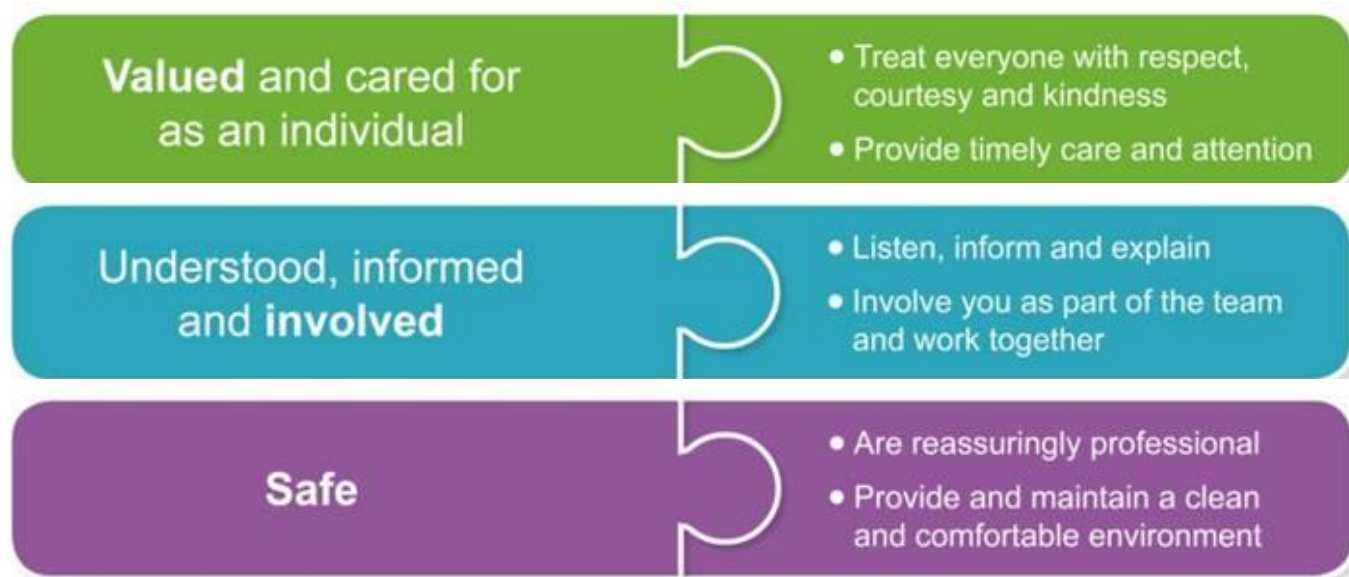 Valued and cared for
as an individual
• Treat everyone with respect,
courtesy and kindness
• Provide timely care and attention
Understood, informed
and involved
• Listen, inform and explain
• Involve you as part of the team
and work together
Safe
• Are reassuringly professional
• Provide and maintain a clean
and comfortable environment